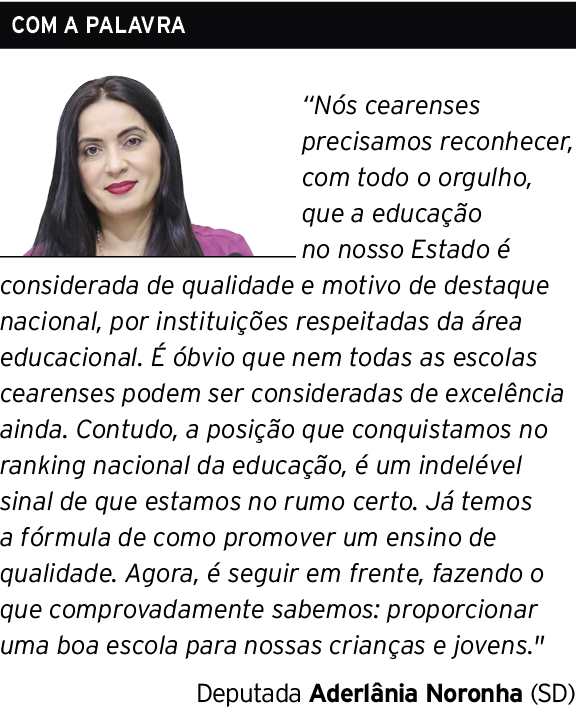 COM A PALAVRA
“Nós cearenses
precisamos reconhecer,
com todo o orgulho,
que a educação
no nosso Estado é
considerada de qualidade e motivo de destaque
nacional, por instituições respeitadas da área
educacional. É óbvio que nem todas as escolas
cearenses podem ser consideradas de excelência
ainda. Contudo, a posição que conquistamos no
ranking nacional da educação, é um indelével
sinal de que estamos no rumo certo. Já temos
a fórmula de como promover um ensino de
qualidade. Agora, é seguir em frente, fazendo o
que comprovadamente sabemos: proporcionar
uma boa escola para nossas crianças e jovens."
Deputada Aderlânia Noronha (SD)